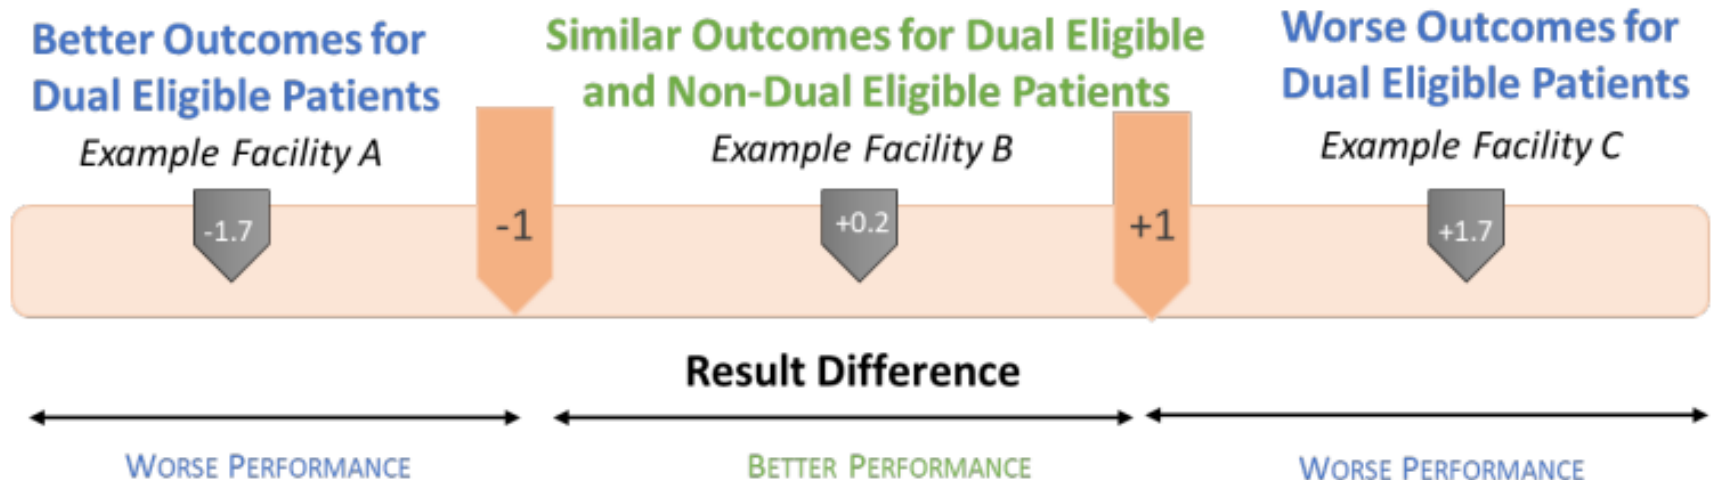 Better Outcomes for
Dual Eligible Patients
Example Facility A
Similar Outcomes for Dual Eligible
and Non-Dual Eligible Patients
Example Facility B
Worse Outcomes for
Dual Eligible Patients
Example Facility C
-1.7
-1
+0.2
+1
+1.7
Result Difference
WORSE PERFORMANCE
BETTER PERFORMANCE
WORSE PERFORMANCE